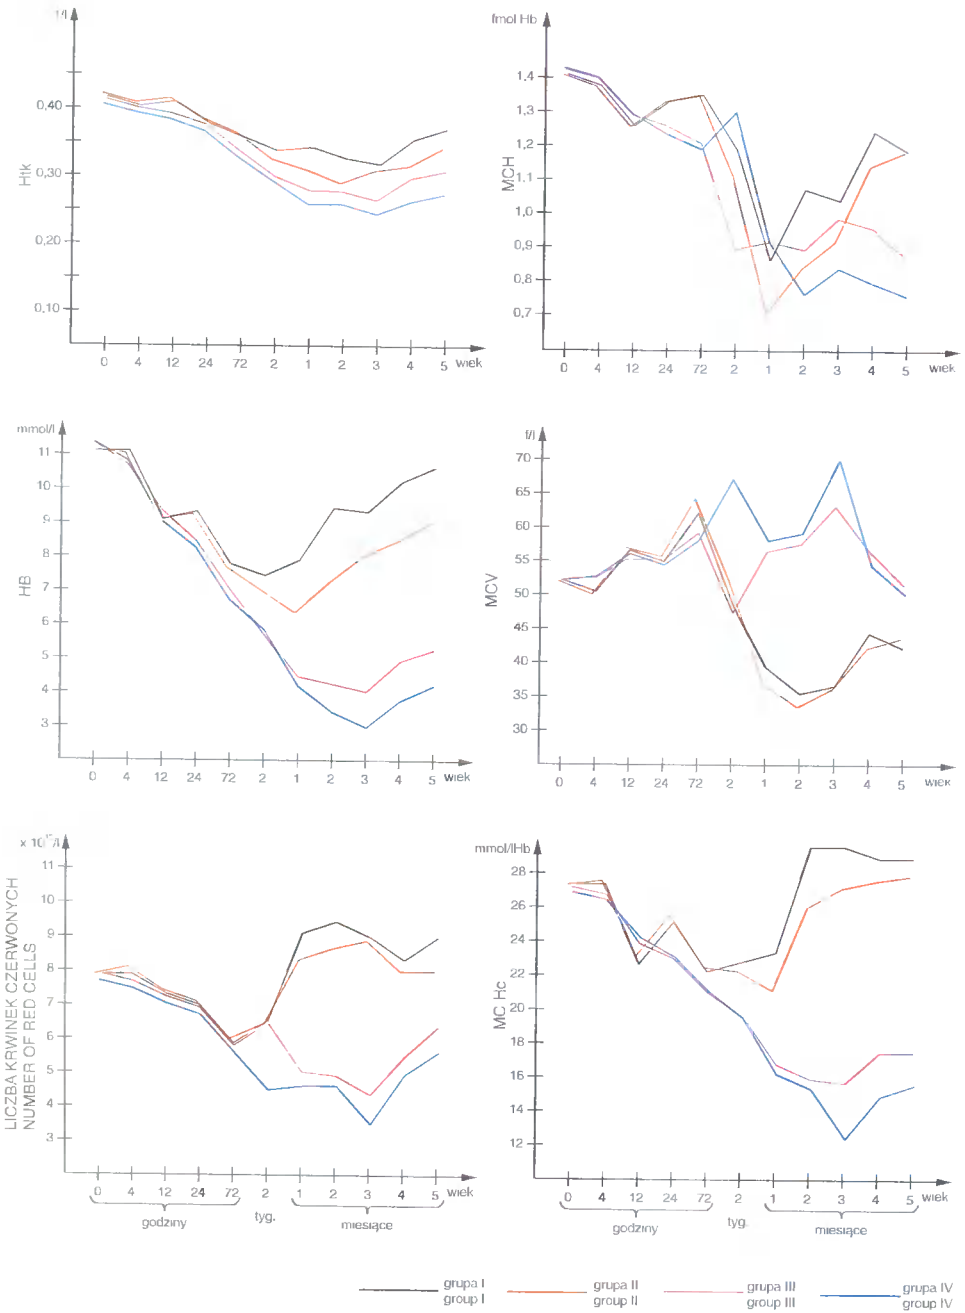 l/l
0,40
0,30
0,20
0,10
Htk
0 4 12 24 72 2 1 2 3 4 5 wiek
fmol Hb
1,4
1,3
1,2
1,1
1,0
0,9
0,8
0,7
MCH
0 4 12 24 72 2 1 2 3 4 5 wiek
mmol/l
11
10
9
8
7
6
5
4
3
HB
0 4 12 24 72 2 1 2 3 4 5 wiek
f/l
70
65
60
55
50
45
40
35
30
MCV
0 4 12 24 72 2 1 2 3 4 5 wiek
11
10
9
8
7
6
5
4
3
LICZBA KRWINEK CZERWONYCH
NUMBER OF RED CELLS
0 4 12 24 72 2 1 2 3 4 5 wiek
godziny tyg. miesiące
mmol/lHb
28
26
24
22
20
18
16
14
12
MC Hc
0 4 12 24 72 2 1 2 3 4 5 wiek
godziny tyg. miesiące
grupa I grupa II grupa III grupa IV
group I group II group III group IV